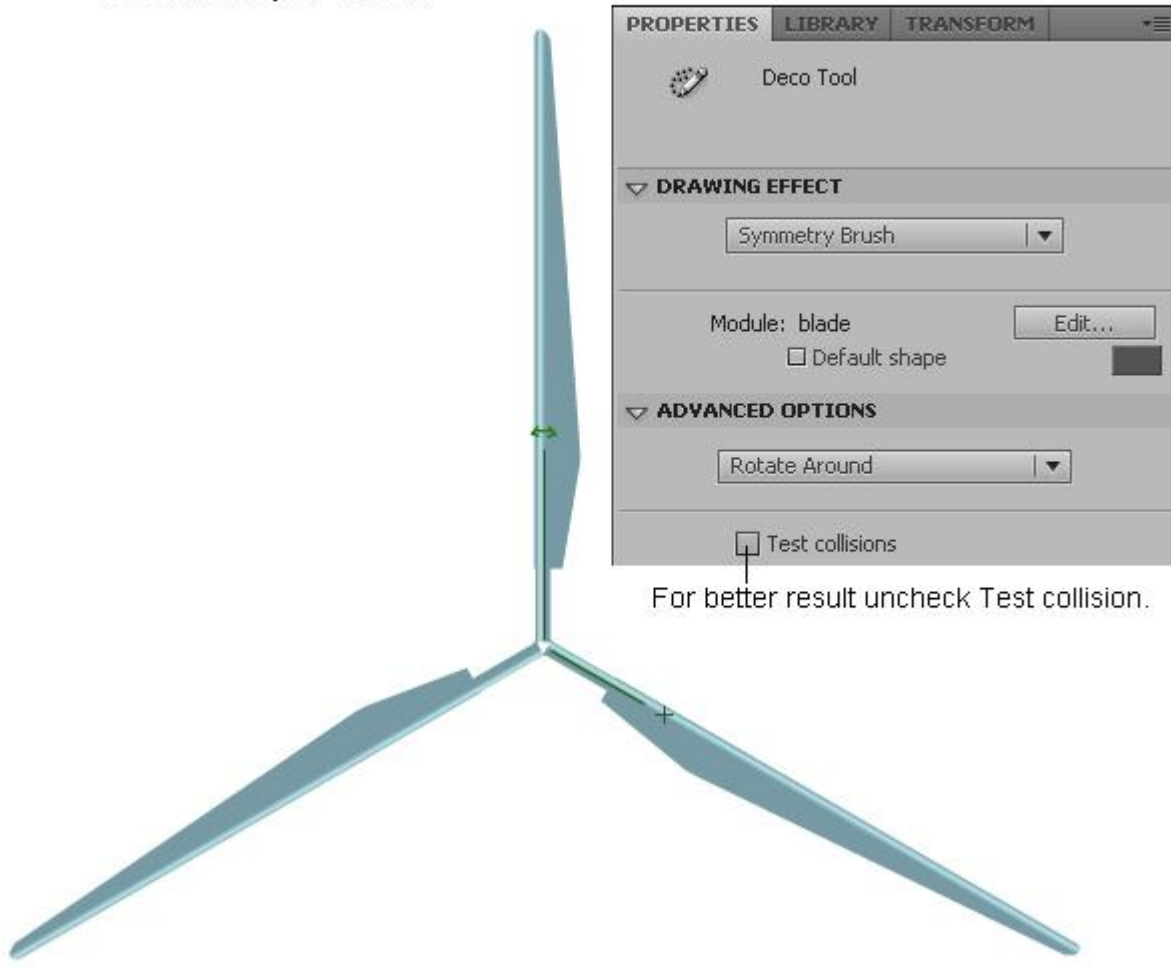 PROPERTIES LIBRARY TRANSFORM
Deco Tool
DRAWING EFFECT
Symmetry Brush
Module: blade Edit...
Default shape
ADVANCED OPTIONS
Rotate Around
Test collisions
For better result uncheck Test collision.